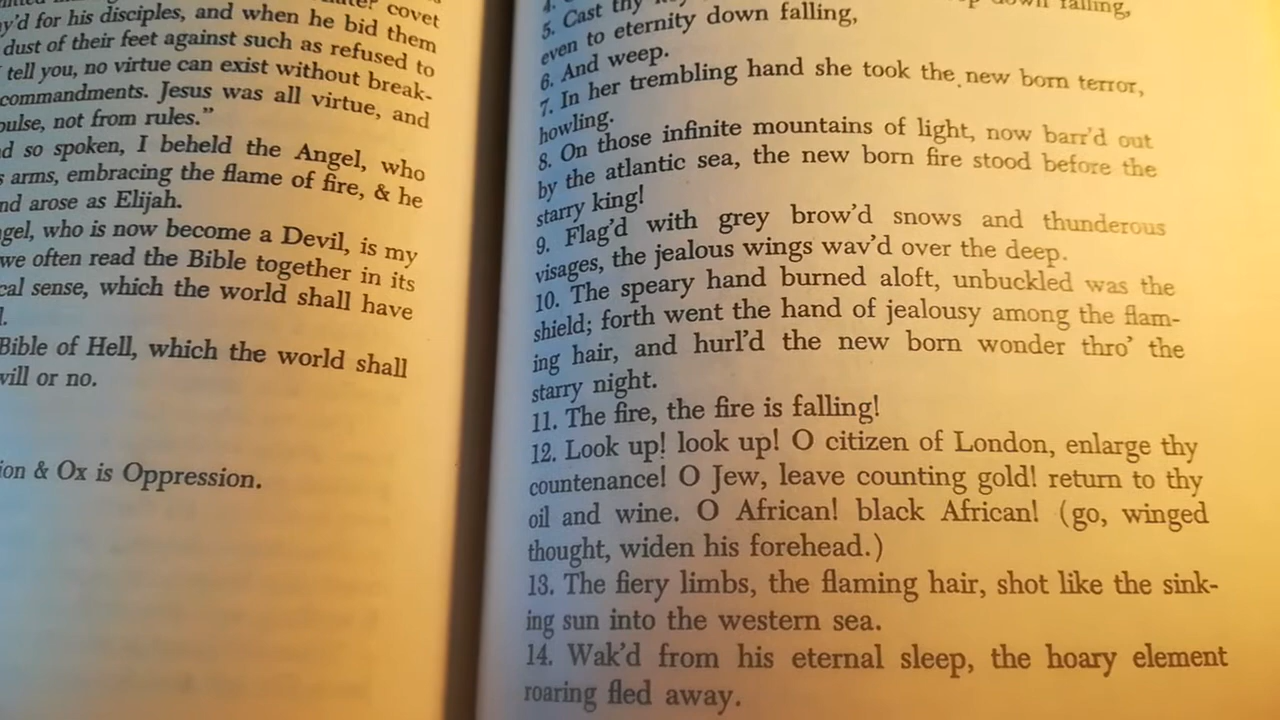 covet
y'd for his disciples, and when he bid them
dust of their feet against such as refused to
tell you, no virtue can exist without break-
commandments. Jesus was all virtue, and
pulse, not from rules."
d so spoken, I beheld the Angel, who
s arms, embracing the flame of fire, & he
nd arose as Elijah.
gel, who is now become a Devil, is my
we often read the Bible together in its
cal sense, which the world shall have
l.
Bible of Hell, which the world shall
will or no.
ion & Ox is Oppression.
4.
down falling,
5. Cast thy
even to eternity down falling,
6. And weep.
7. In her trembling hand she took the new born terror,
howling.
8. On those infinite mountains of light, now barr'd out
by the atlantic sea, the new born fire stood before the
starry king!
9. Flag'd with grey brow'd snows and thunderous
visages, the jealous wings wav'd over the deep.
10. The speary hand burned aloft, unbuckled was the
shield; forth went the hand of jealousy among the flam-
ing hair, and hurl'd the new born wonder thro' the
starry night.
11. The fire, the fire is falling!
12. Look up! look up! O citizen of London, enlarge thy
countenance! O Jew, leave counting gold! return to thy
oil and wine. O African! black African! (go, winged
thought, widen his forehead.)
13. The fiery limbs, the flaming hair, shot like the sink-
ing sun into the western sea.
14. Wak'd from his eternal sleep, the hoary element
roaring fled away.